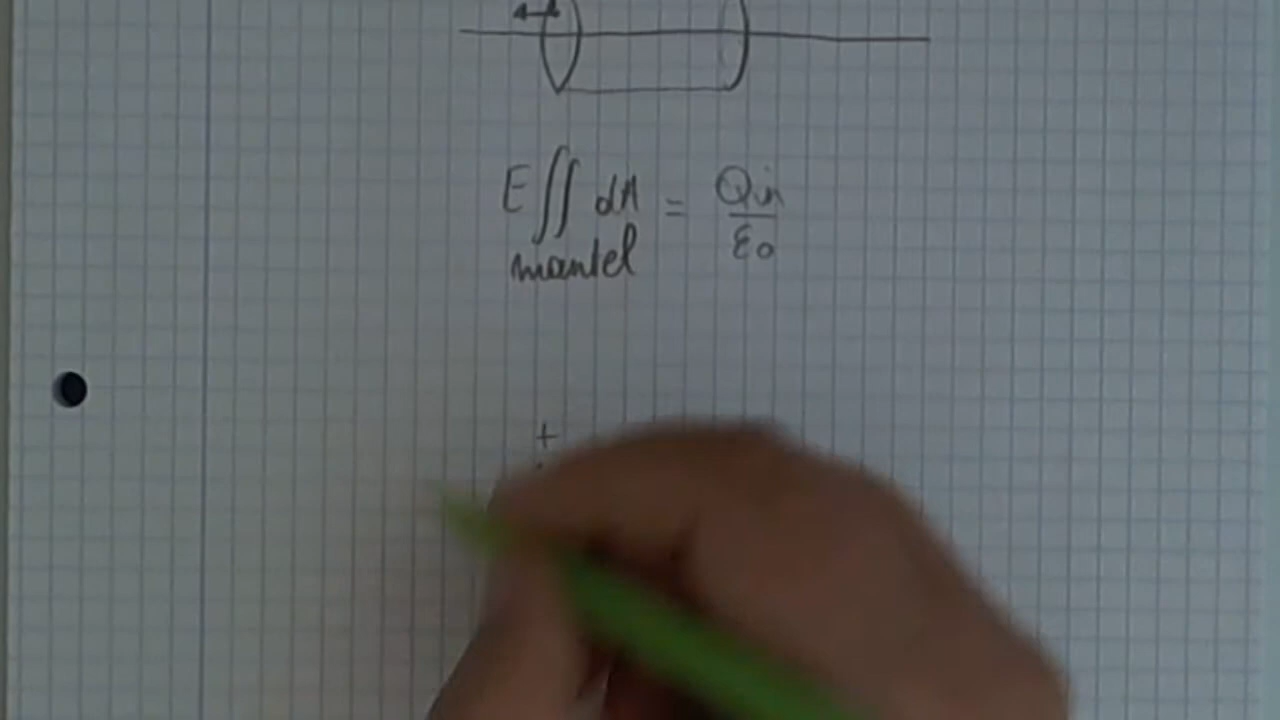 E∬ dA = Qin/ε0
mantel
+